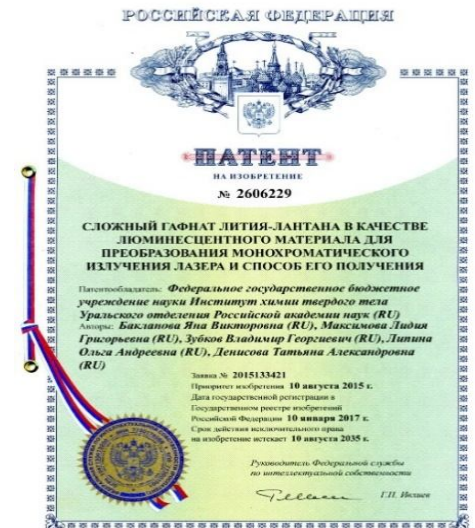 РОССИЙСКАЯ ФЕДЕРАЦИЯ
ПАТЕНТ
НА ИЗОБРЕТЕНИЕ
№ 2606229
СЛОЖНЫЙ ГАФНАТ ЛИТИЯ-ЛАНТАНА В КАЧЕСТВЕ
ЛЮМИНЕСЦЕНТНОГО МАТЕРИАЛА ДЛЯ
ПРЕОБРАЗОВАНИЯ МОНОХРОМАТИЧЕСКОГО
ИЗЛУЧЕНИЯ ЛАЗЕРА И СПОСОБ ЕГО ПОЛУЧЕНИЯ
Патентообладатель: Федеральное государственное бюджетное
учреждение науки Институт химии твердого тела
Уральского отделения Российской академии наук (RU)
Авторы: Бакланова Яна Викторовна (RU), Максимова Лидия
Григорьевна (RU), Зубков Владимир Георгиевич (RU), Липина
Ольга Андреевна (RU), Денисова Татьяна Александровна
(RU)
Заявка № 2015133421
Приоритет изобретения 10 августа 2015 г.
Дата государственной регистрации в
Государственном реестре изобретений
Российской Федерации 10 января 2017 г.
Срок действия исключительного права
на изобретение истекает 10 августа 2035 г.
Руководитель Федеральной службы
по интеллектуальной собственности
Г.П. Ивлиев